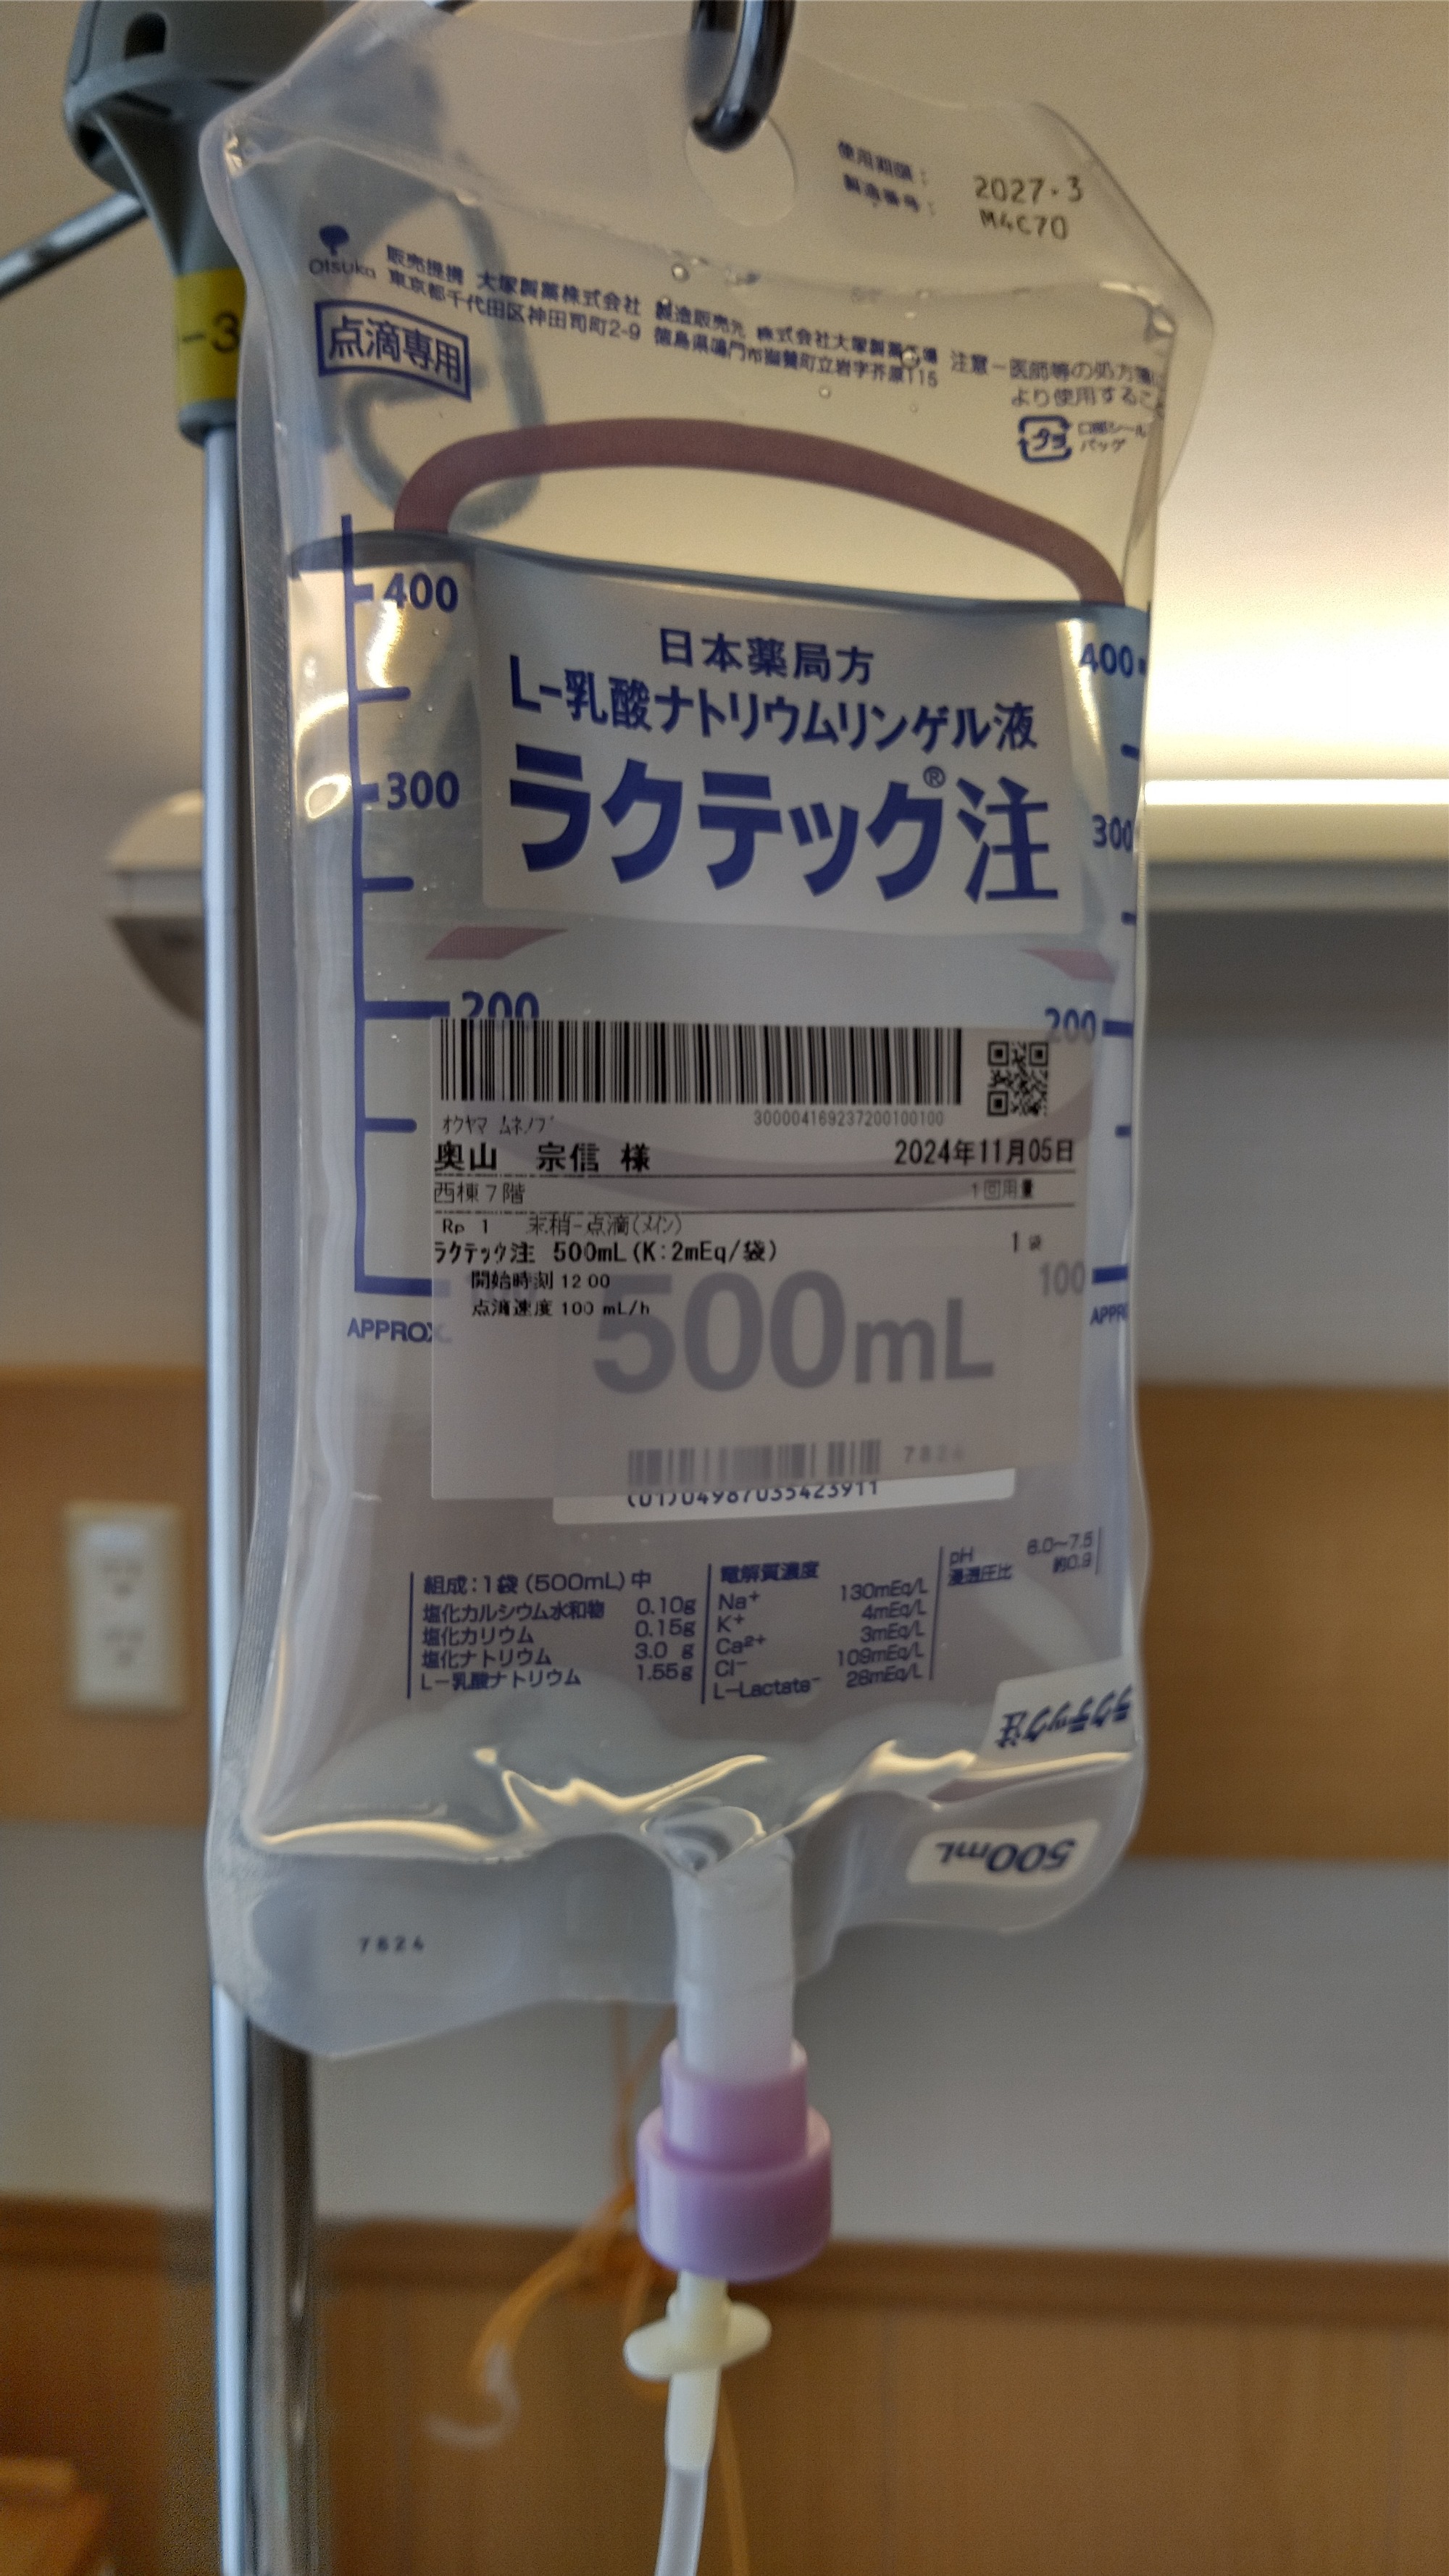 使用期限: 2027・3
製造番号: M4C70
Otsuka
販売提携 大塚製薬株式会社 製造販売元 株式会社大塚製薬工場
東京都千代田区神田司町2-9 徳島県鳴門市撫養町立岩字芥原115
点滴専用
注意-医師等の処方箋に
より使用するこ
プラ
口部シール
バッグ
400
300
200
APPROX.
日本薬局方
L-乳酸ナトリウムリンゲル液
ラクテック®注
400
300
200
100
APPR
オクヤマ ムネノブ
300004169237200100100
奥山 宗信 様
2024年11月05日
西棟7階
1回用量
Rp 1 末梢-点滴(メイン)
ラクテック注 500mL(K:2mEq/袋)
1袋
開始時刻 12:00
点滴速度 100 mL/h
500mL
7824
(01)04987035423911
組成:1袋(500mL)中
塩化カルシウム水和物 0.10g
塩化カリウム 0.15g
塩化ナトリウム 3.0 g
L-乳酸ナトリウム 1.55g
電解質濃度
Na⁺ 130mEq/L
K⁺ 4mEq/L
Ca²⁺ 3mEq/L
Cl⁻ 109mEq/L
L-Lactate⁻ 28mEq/L
pH 6.0~7.5
浸透圧比 約0.9
ラクテック注
500mL
7824
-3